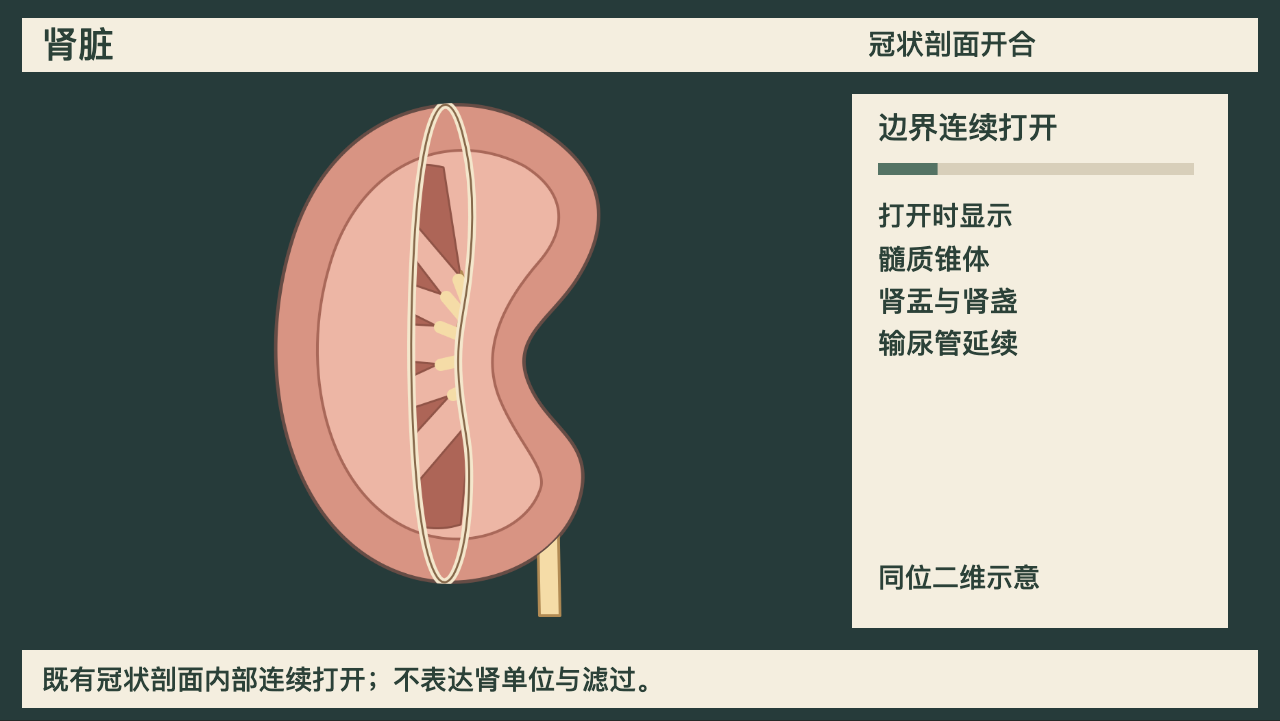 肾脏
冠状剖面开合
边界连续打开
打开时显示
髓质锥体
肾盂与肾盏
输尿管延续
同位二维示意
既有冠状剖面内部连续打开；不表达肾单位与滤过。